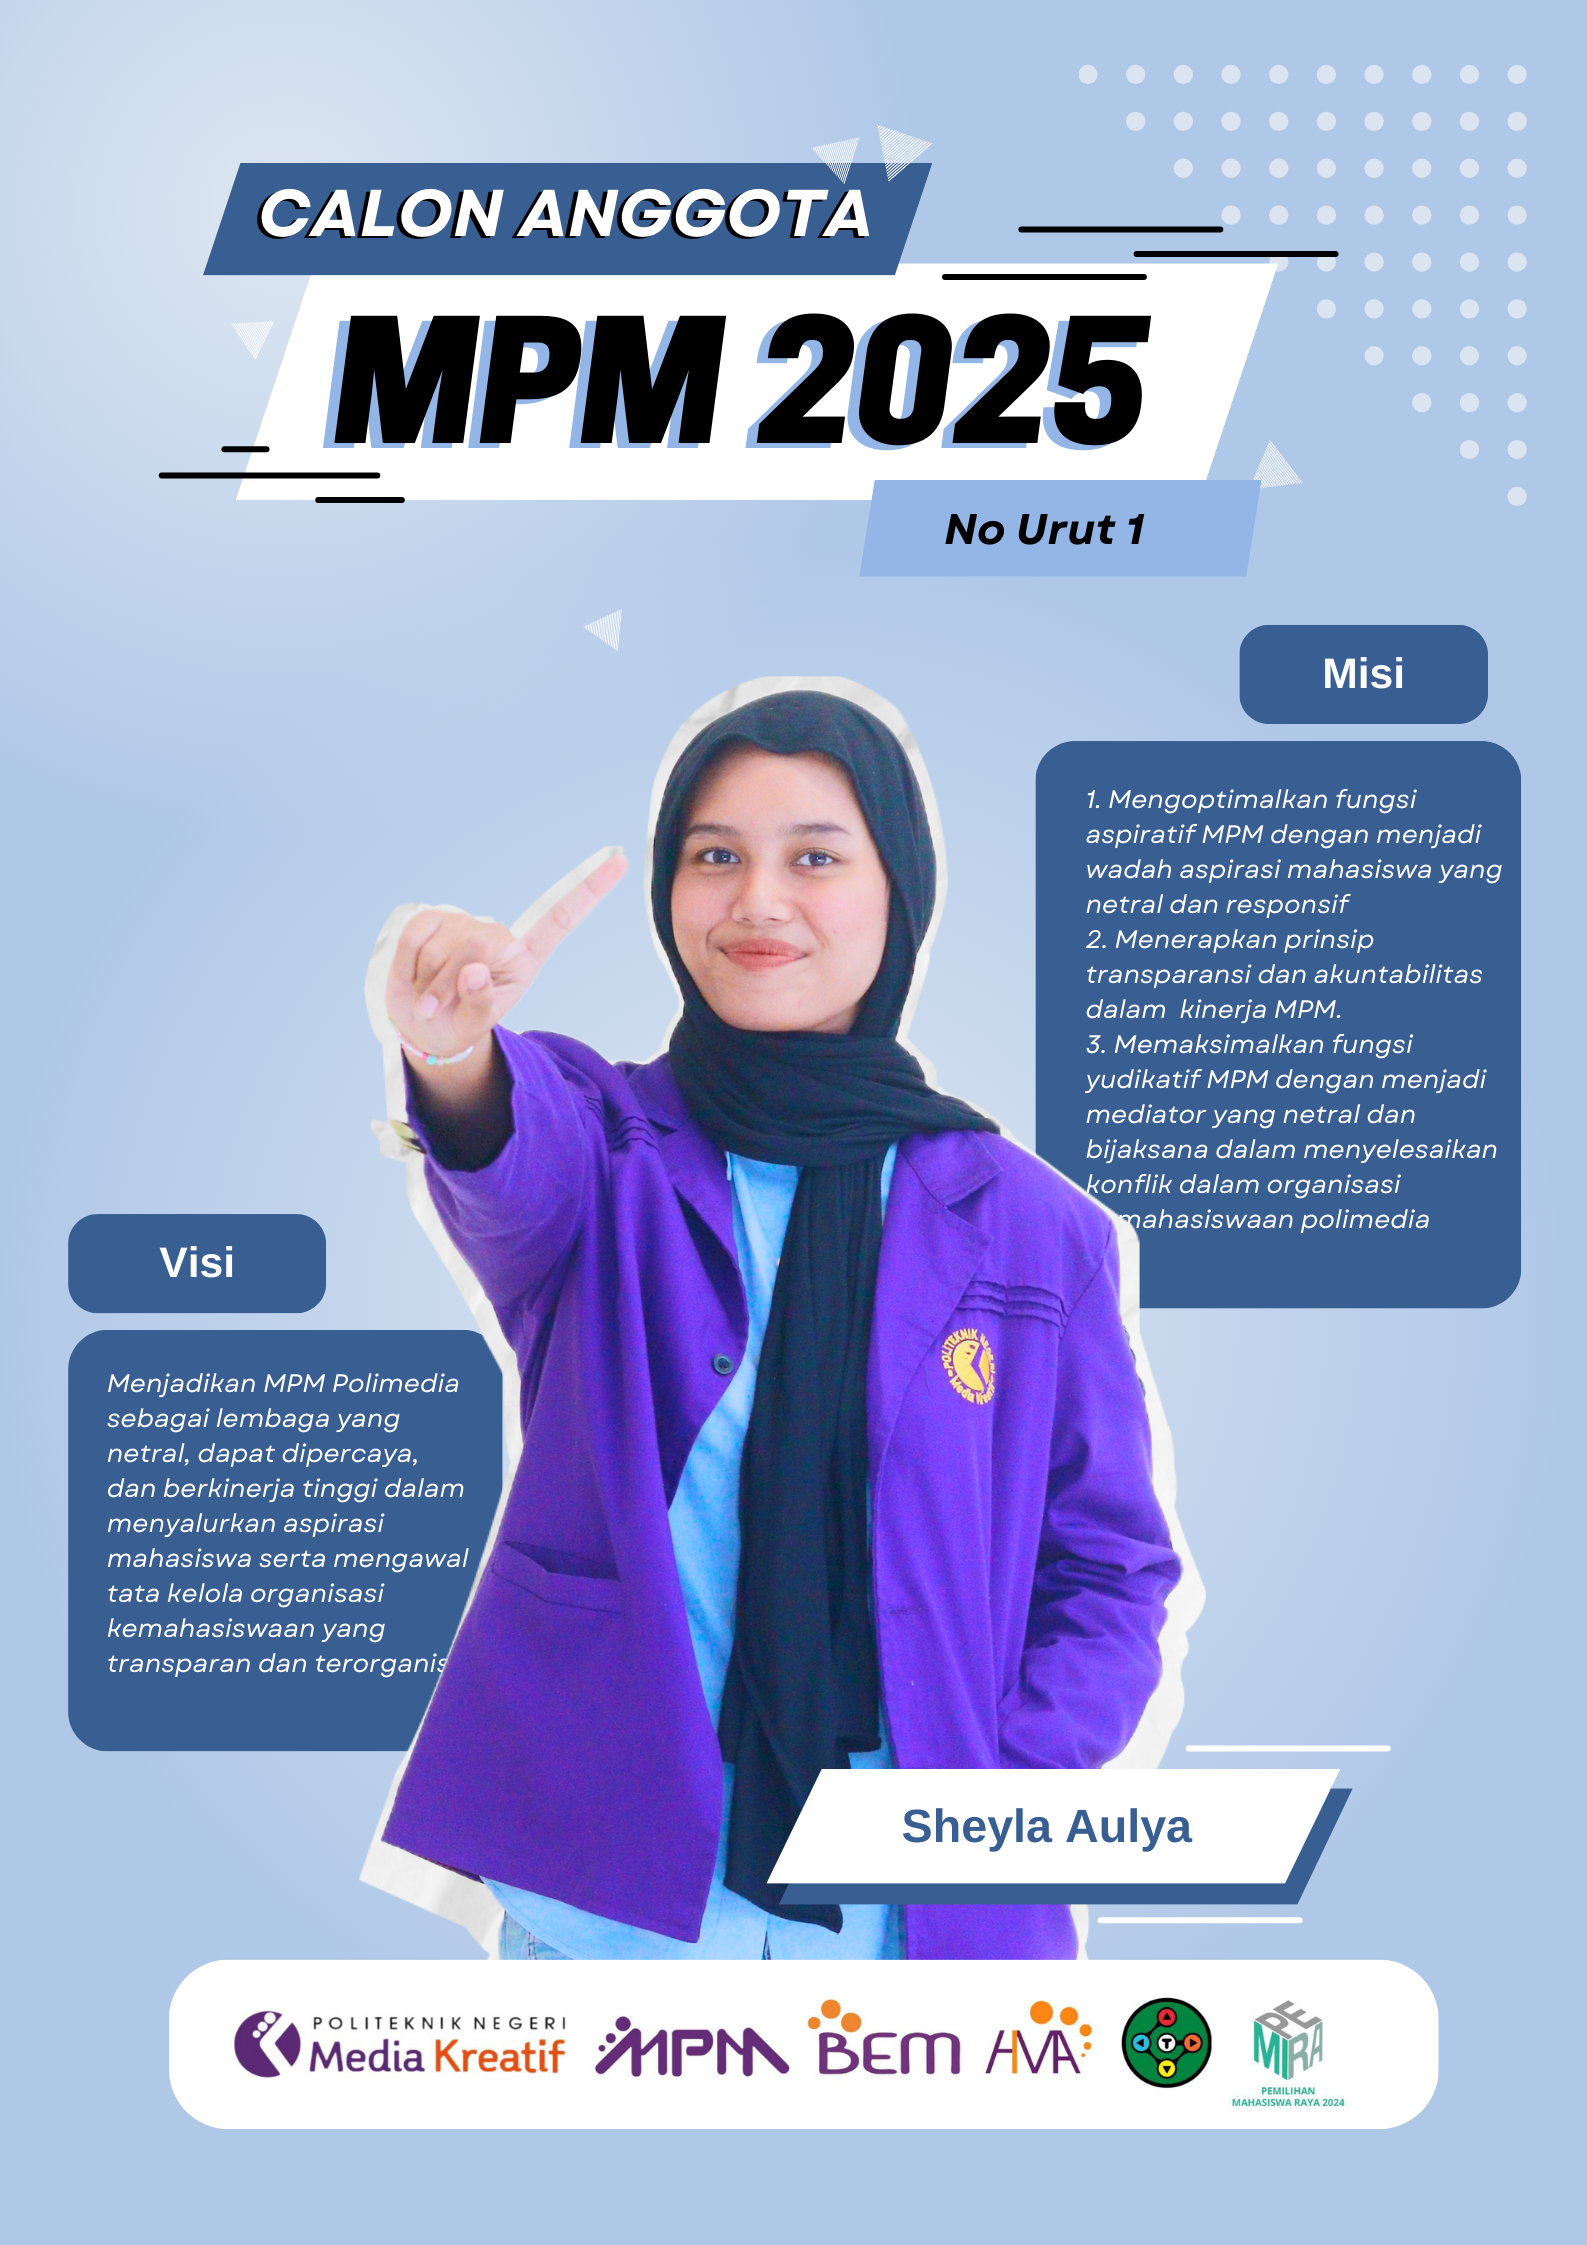 CALON ANGGOTA
MPM 2025
No Urut 1
Misi
1. Mengoptimalkan fungsi
aspiratif MPM dengan menjadi
wadah aspirasi mahasiswa yang
netral dan responsif
2. Menerapkan prinsip
transparansi dan akuntabilitas
dalam kinerja MPM.
3. Memaksimalkan fungsi
yudikatif MPM dengan menjadi
mediator yang netral dan
bijaksana dalam menyelesaikan
konflik dalam organisasi
mahasiswaan polimedia
Visi
Menjadikan MPM Polimedia
sebagai lembaga yang
netral, dapat dipercaya,
dan berkinerja tinggi dalam
menyalurkan aspirasi
mahasiswa serta mengawal
tata kelola organisasi
kemahasiswaan yang
transparan dan terorganis
POLITEKNIK
Media Kreatif
Sheyla Aulya
POLITEKNIK NEGERI
Media Kreatif
MPM
BEM
HMA
T
PEMIRA
PEMILIHAN
MAHASISWA RAYA 2024